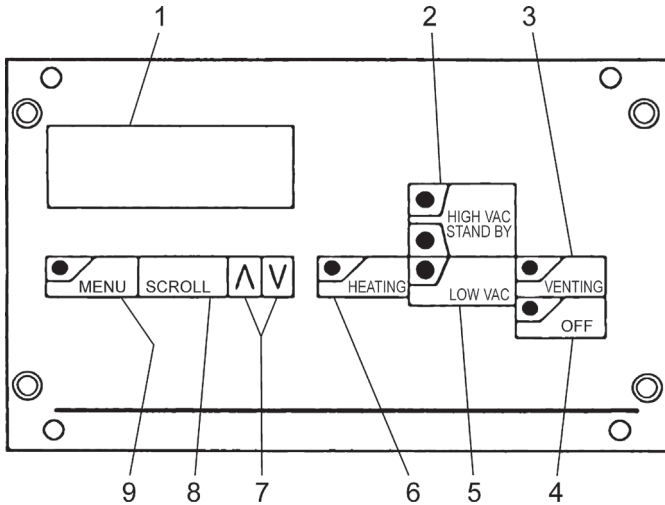 1 2 3
HIGH VAC
STAND BY
MENU SCROLL ∧ ∨ HEATING LOW VAC VENTING
OFF
9 8 7 6 5 4